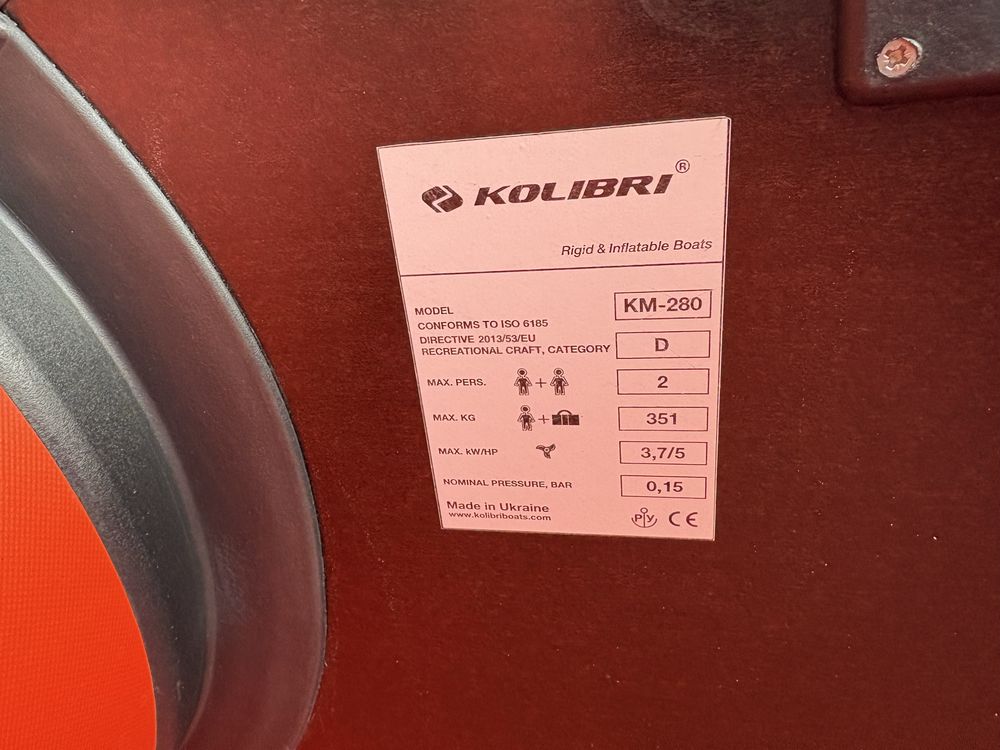 KOLIBRI®
Rigid & Inflatable Boats
MODEL KM-280
CONFORMS TO ISO 6185
DIRECTIVE 2013/53/EU
RECREATIONAL CRAFT, CATEGORY D
MAX. PERS. + 2
MAX. KG + 351
MAX. kW/HP 3,7/5
NOMINAL PRESSURE, BAR 0,15
Made in Ukraine
www.kolibriboats.com
РУ CE